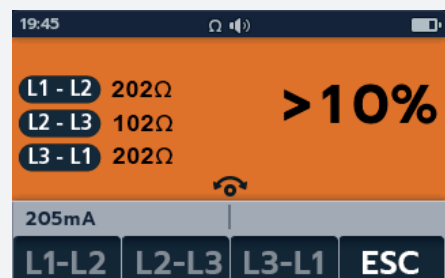 19:45 Ω
L1 - L2 202Ω
L2 - L3 102Ω
L3 - L1 202Ω
>10%
205mA
L1-L2 L2-L3 L3-L1 ESC